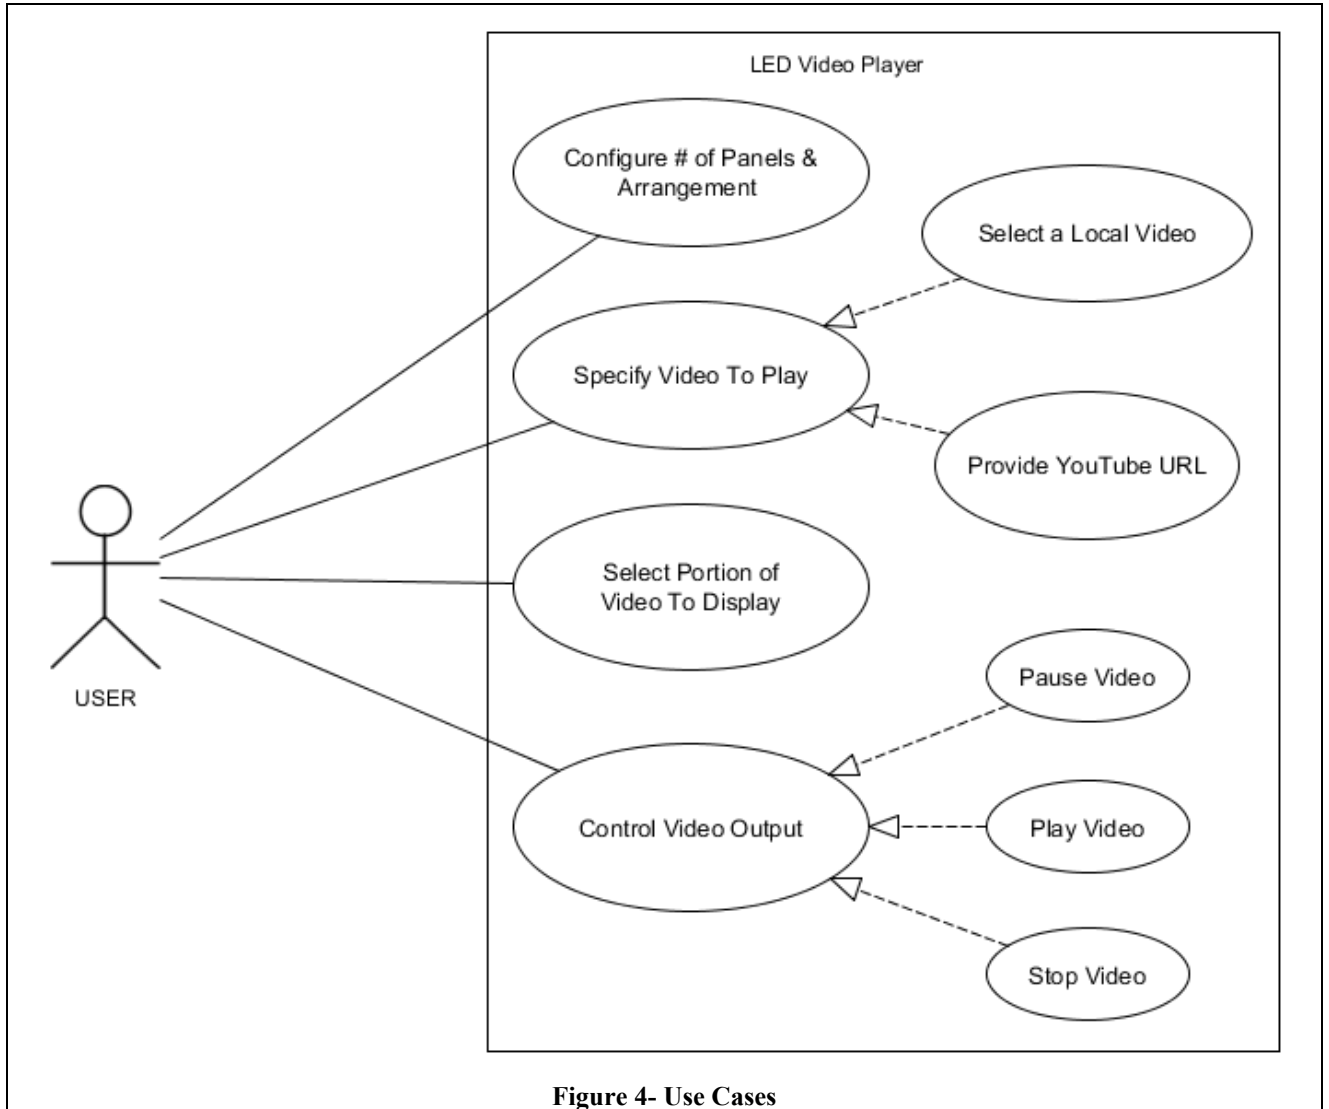 LED Video Player
Configure # of Panels &
Arrangement
Select a Local Video
Specify Video To Play
Provide YouTube URL
Select Portion of
Video To Display
Pause Video
USER
Control Video Output
Play Video
Stop Video
Figure 4- Use Cases